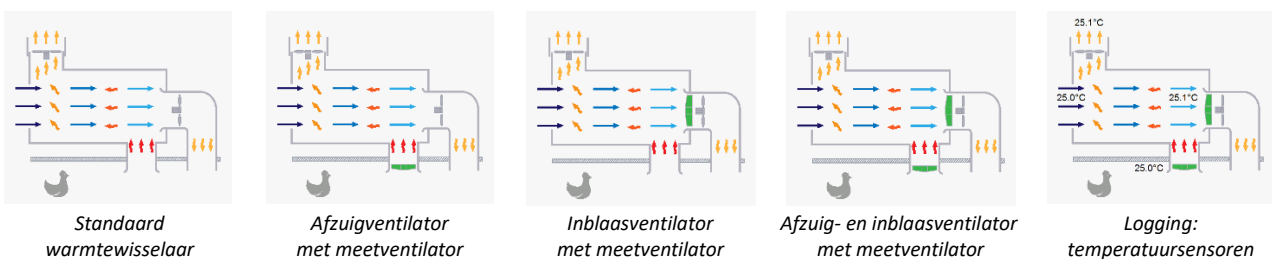 25.1°C
25.0°C
25.1°C
25.0°C
Standaard
warmtewisselaar
Afzuigventilator
met meetventilator
Inblaasventilator
met meetventilator
Afzuig- en inblaasventilator
met meetventilator
Logging:
temperatuursensoren